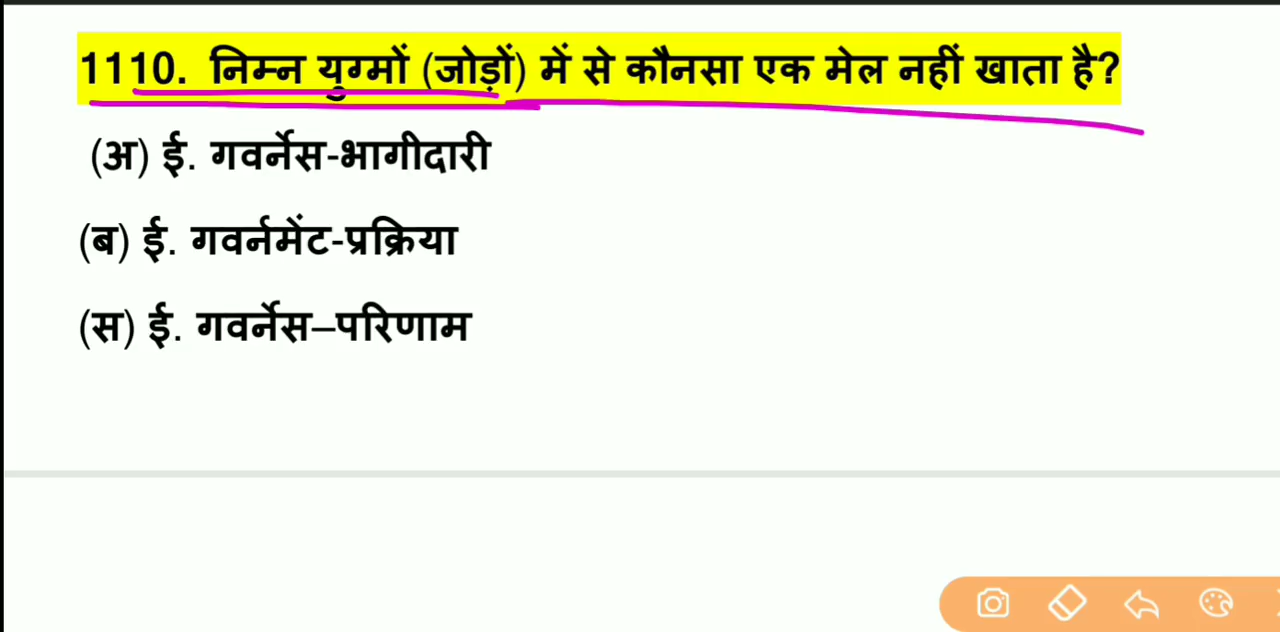 1110. निम्न युग्मों (जोड़ों) में से कौनसा एक मेल नहीं खाता है?
(अ) ई. गवर्नेस-भागीदारी
(ब) ई. गवर्नमेंट-प्रक्रिया
(स) ई. गवर्नेस–परिणाम